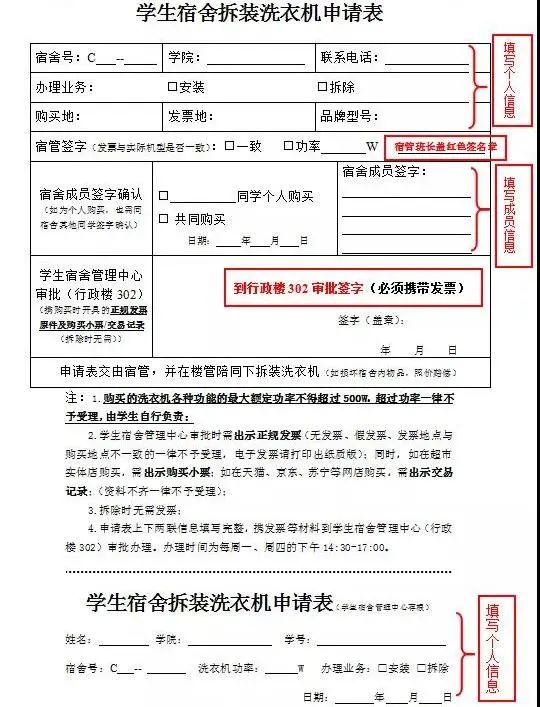 学生宿舍拆装洗衣机申请表
宿舍号：C___--_____ 学院：______________ 联系电话：____________
办理业务： □安装 □拆除
购买地： 发票地： 品牌型号：
宿管签字（发票与实际机型是否一致）：□一致 □功率________W 宿管班长盖红色签名章
填写个人信息
宿舍成员签字确认
（如为个人购买，也需同
宿舍其他同学签字确认）
□__________同学个人购买
□ 共同购买
日期：____年___月___日
宿舍成员签字：
填写成员信息
学生宿舍管理中心
审批（行政楼 302）
（携购买时开具的正规发票
原件及购买小票/交易记录
（拆除时无需））
到行政楼 302 审批签字（必须携带发票）
签字（盖章）：
年 月 日
申请表交由宿管，并在楼管陪同下拆装洗衣机（如损坏宿舍内物品，照价赔偿）
注：1.购买的洗衣机各种功能的最大额定功率不得超过 500W，超过功率一律不
予受理，由学生自行负责；
2.学生宿舍管理中心审批时需出示正规发票（无发票、假发票、发票地点与
购买地点不一致的一律不予受理，电子发票请打印出纸质版）；同时，如在超市
实体店购买，需出示购买小票；如在天猫、京东、苏宁等网店购买，需出示交易
记录；（资料不齐一律不予受理）；
3.拆除时无需发票；
4.申请表上下两联信息填写完整，携发票等材料到学生宿舍管理中心（行政
楼 302）审批办理。办理时间为每周一、周四的下午 14:30-17:00。
学生宿舍拆装洗衣机申请表（学生宿舍管理中心存根）
姓名：________ 学院：__________ 学号：____________
宿舍号：C___--______ 洗衣机功率：______W 办理业务：□安装 □拆除
日期：______年____月____日
填写个人信息